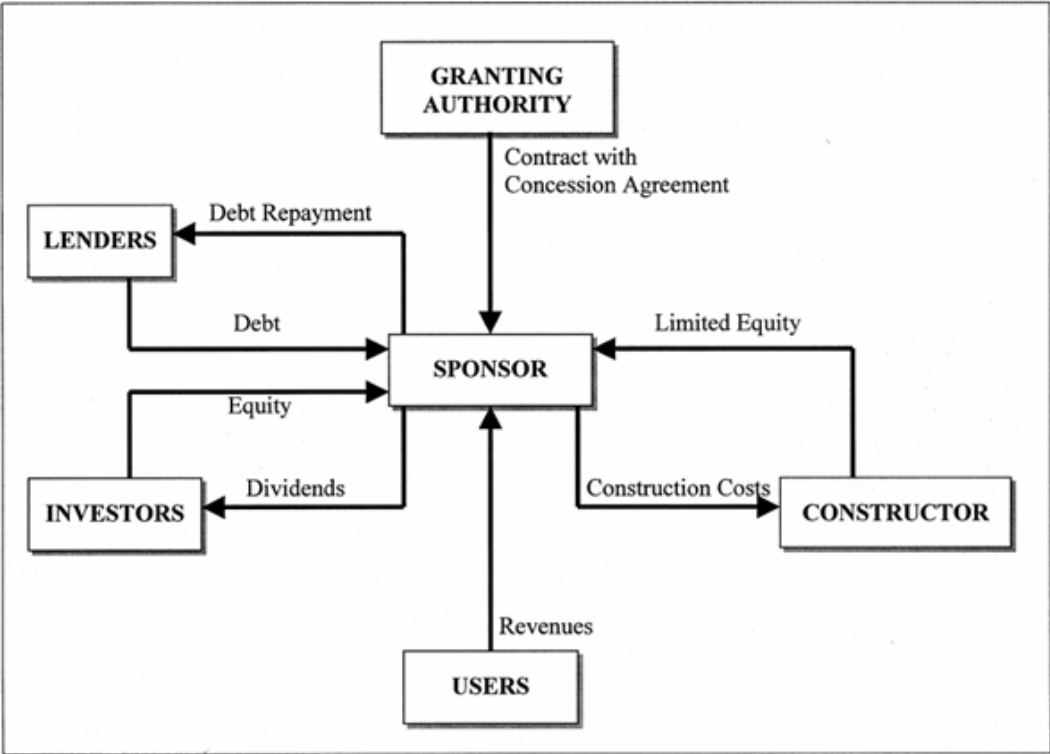 GRANTING
AUTHORITY
Contract with
Concession Agreement
Debt Repayment
LENDERS
Debt
Limited Equity
SPONSOR
Equity
Dividends
INVESTORS
Construction Costs
CONSTRUCTOR
Revenues
USERS